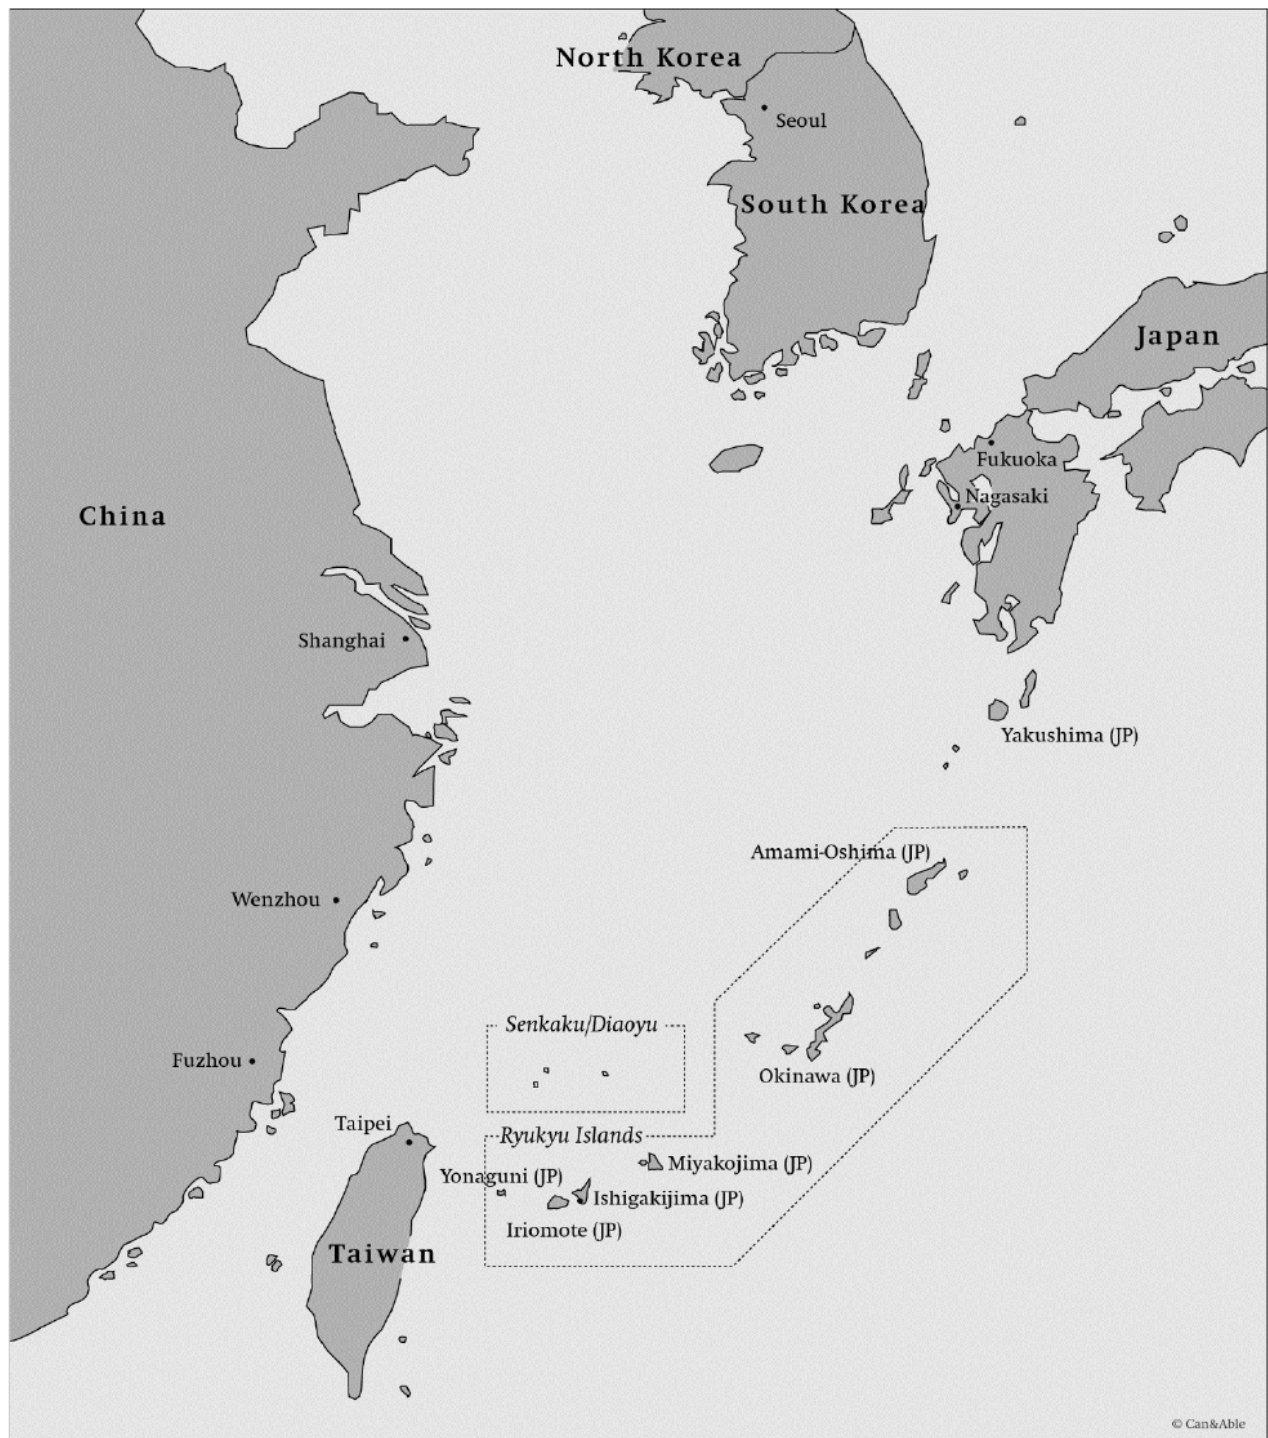 North Korea
Seoul
South Korea
Japan
Fukuoka
Nagasaki
China
Shanghai
Yakushima (JP)
Amami-Oshima (JP)
Wenzhou
Senkaku/Diaoyu
Fuzhou
Okinawa (JP)
Taipei
Ryukyu Islands
Miyakojima (JP)
Yonaguni (JP)
Ishigakijima (JP)
Iriomote (JP)
Taiwan
© Can&Able